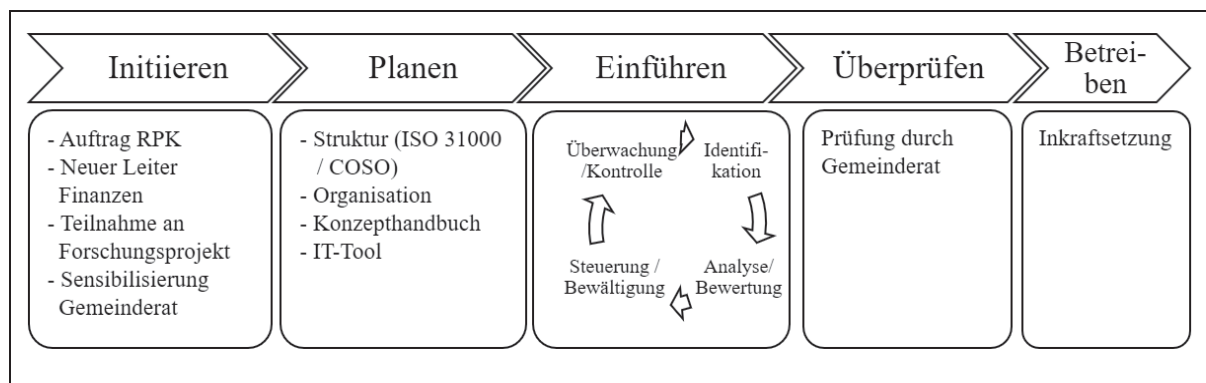 Initiieren
Planen
Einführen
Überprüfen
Betrei-
ben
- Auftrag RPK
- Neuer Leiter
Finanzen
- Teilnahme an
Forschungsprojekt
- Sensibilisierung
Gemeinderat
- Struktur (ISO 31000
/ COSO)
- Organisation
- Konzepthandbuch
- IT-Tool
Überwachung
/Kontrolle
Identifi-
kation
Steuerung /
Bewältigung
Analyse/
Bewertung
Prüfung durch
Gemeinderat
Inkraftsetzung